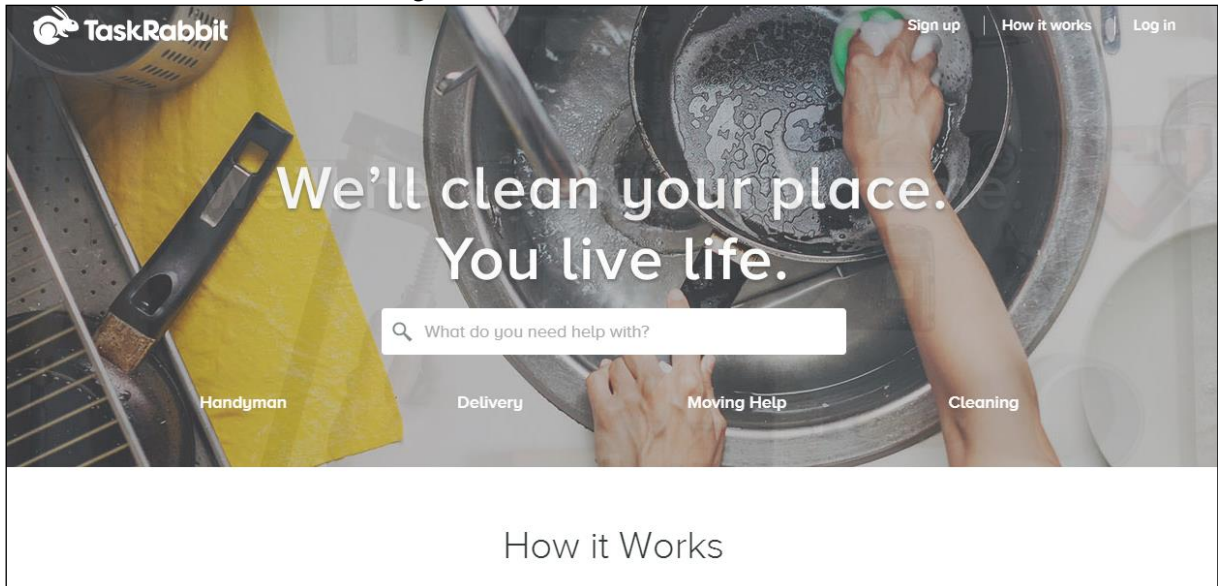 TaskRabbit
Sign up How it works Log in
We'll clean your place.
You live life.
What do you need help with?
Handyman Delivery Moving Help Cleaning
How it Works